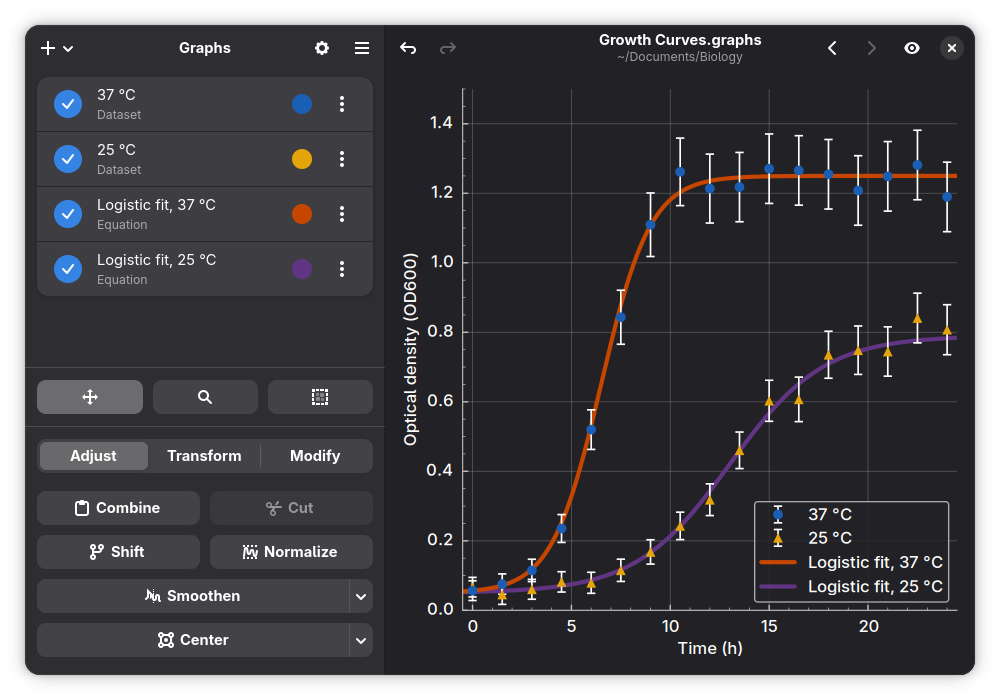 Graphs
37 °C
Dataset
25 °C
Dataset
Logistic fit, 37 °C
Equation
Logistic fit, 25 °C
Equation
Adjust Transform Modify
Combine Cut
Shift Normalize
Smoothen
Center
Growth Curves.graphs
~/Documents/Biology
Optical density (OD600)
1.4
1.2
1.0
0.8
0.6
0.4
0.2
0.0
0 5 10 15 20
Time (h)
37 °C
25 °C
Logistic fit, 37 °C
Logistic fit, 25 °C